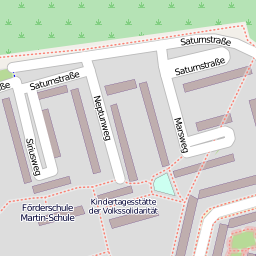 Saturnstraße
Saturnstraße
Saturnstraße
Neptunweg
Marsweg
Siriusweg
Kindertagesstätte
der Volkssolidarität
Förderschule
Martin-Schule